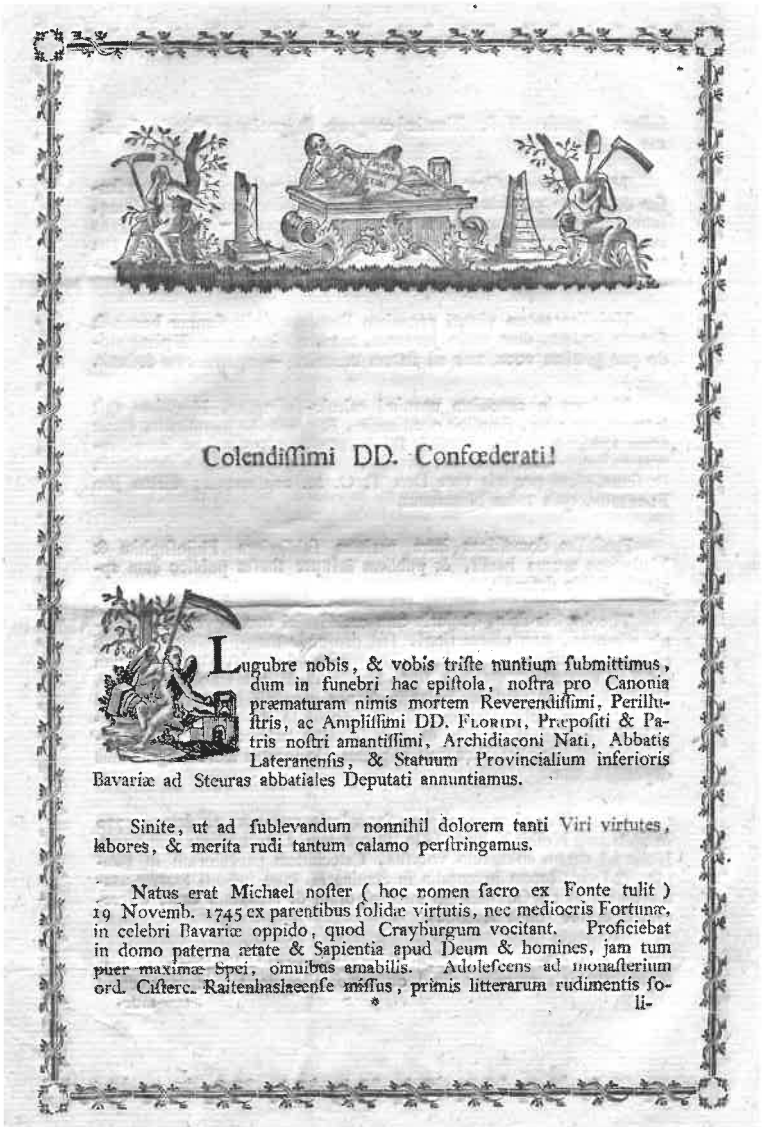 Colendiſſimi DD. Confœderati!
Lugubre nobis, & vobis triſte nuntium ſubmittimus,
dum in funebri hac epiſtola, noſtra pro Canonia
præmaturam nimis mortem Reverendiſſimi, Perillu-
ſtris, ac Ampliſſimi DD. FLORIDI, Præpoſiti & Pa-
tris noſtri amantiſſimi, Archidiaconi Nati, Abbatis
Lateranenſis, & Statuum Provincialium inferioris
Bavariæ ad Steuras abbatiales Deputati annuntiamus.
Sinite, ut ad ſublevandum nonnihil dolorem tanti Viri virtutes,
labores, & merita rudi tantum calamo perſtringamus.
Natus erat Michael noſter ( hoc nomen ſacro ex Fonte tulit )
19 Novemb. 1745 ex parentibus ſolidæ virtutis, nec mediocris Fortunæ,
in celebri Bavariæ oppido, quod Crayburgum vocitant. Proficiebat
in domo paterna ætate & Sapientia apud Deum & homines, jam tum
puer maximæ Spei, omnibus amabilis. Adoleſcens ad monaſterium
ord. Ciſterc. Raitenhaslacenſe miſſus, primis litterarum rudimentis ſo-
*
li-